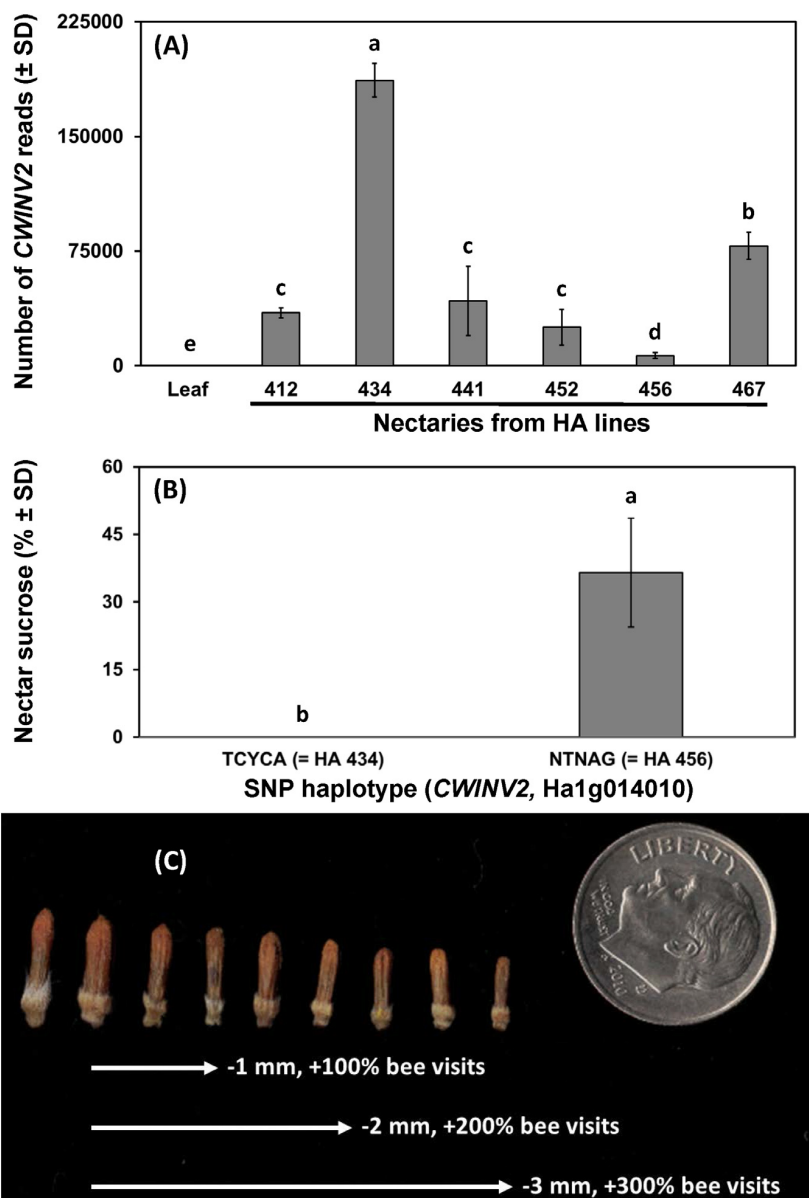 (A)
Number of CWINV2 reads (± SD)
225000
150000
75000
0
e
c
a
c
c
d
b
Leaf
412
434
441
452
456
467
Nectaries from HA lines
(B)
Nectar sucrose (% ± SD)
60
45
30
15
0
b
a
TCYCA (= HA 434)
NTNAG (= HA 456)
SNP haplotype (CWINV2, Ha1g014010)
(C)
LIBERTY
2010
-1 mm, +100% bee visits
-2 mm, +200% bee visits
-3 mm, +300% bee visits